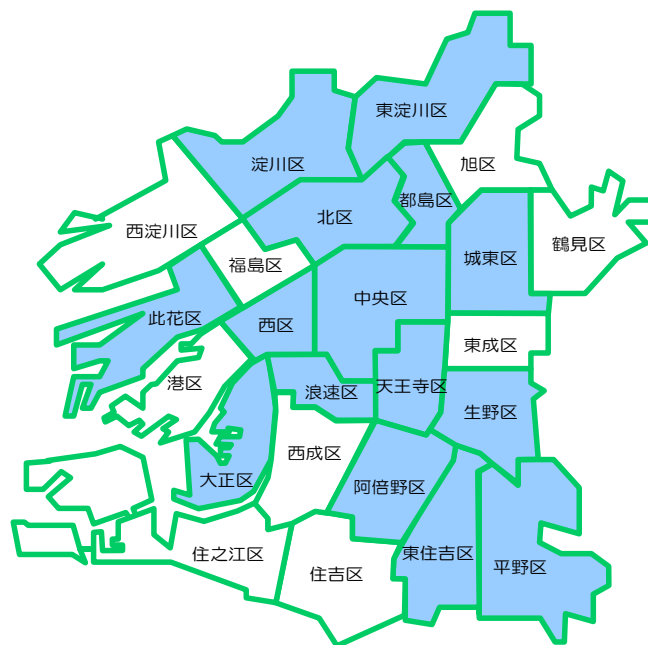 東淀川区
淀川区
旭区
都島区
北区
西淀川区
鶴見区
城東区
福島区
中央区
此花区
西区
東成区
港区
浪速区
天王寺区
生野区
西成区
大正区
阿倍野区
住之江区
東住吉区
平野区
住吉区